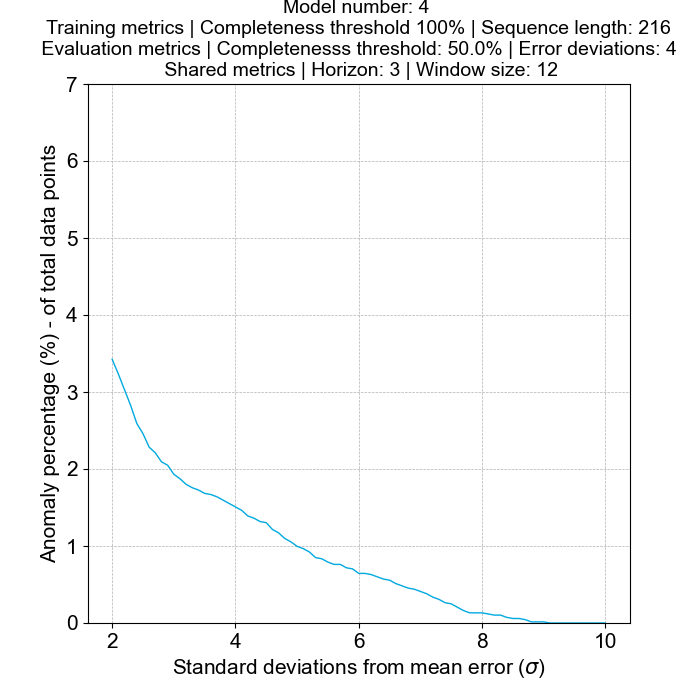 Model number: 4
Training metrics | Completeness threshold 100% | Sequence length: 216
Evaluation metrics | Completenesss threshold: 50.0% | Error deviations: 4
Shared metrics | Horizon: 3 | Window size: 12
7
6
5
4
3
2
1
0
Anomaly percentage (%) - of total data points
2 4 6 8 10
Standard deviations from mean error (σ)